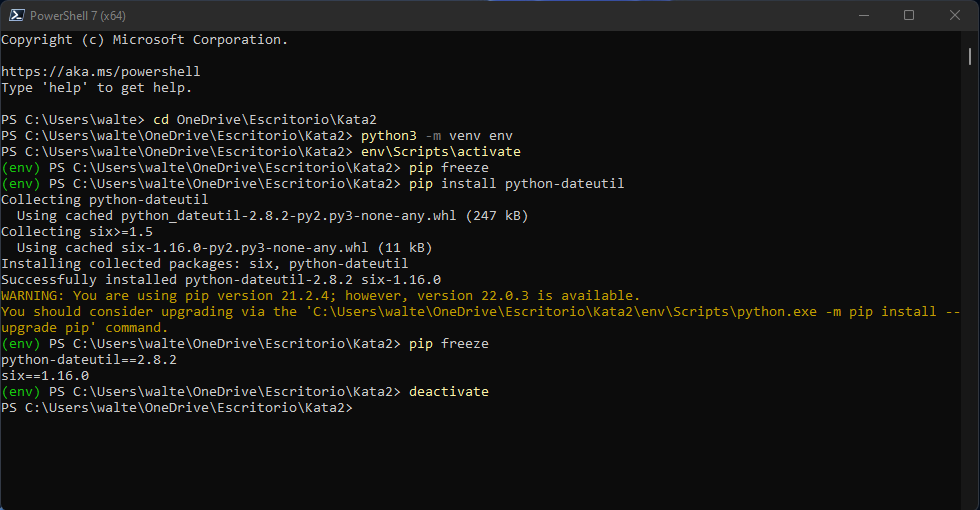 PowerShell 7 (x64)
Copyright (c) Microsoft Corporation.
https://aka.ms/powershell
Type 'help' to get help.
PS C:\Users\walte> cd OneDrive\Escritorio\Kata2
PS C:\Users\walte\OneDrive\Escritorio\Kata2> python3 -m venv env
PS C:\Users\walte\OneDrive\Escritorio\Kata2> env\Scripts\activate
(env) PS C:\Users\walte\OneDrive\Escritorio\Kata2> pip freeze
(env) PS C:\Users\walte\OneDrive\Escritorio\Kata2> pip install python-dateutil
Collecting python-dateutil
  Using cached python_dateutil-2.8.2-py2.py3-none-any.whl (247 kB)
Collecting six>=1.5
  Using cached six-1.16.0-py2.py3-none-any.whl (11 kB)
Installing collected packages: six, python-dateutil
Successfully installed python-dateutil-2.8.2 six-1.16.0
WARNING: You are using pip version 21.2.4; however, version 22.0.3 is available.
You should consider upgrading via the 'C:\Users\walte\OneDrive\Escritorio\Kata2\env\Scripts\python.exe -m pip install --
upgrade pip' command.
(env) PS C:\Users\walte\OneDrive\Escritorio\Kata2> pip freeze
python-dateutil==2.8.2
six==1.16.0
(env) PS C:\Users\walte\OneDrive\Escritorio\Kata2> deactivate
PS C:\Users\walte\OneDrive\Escritorio\Kata2>